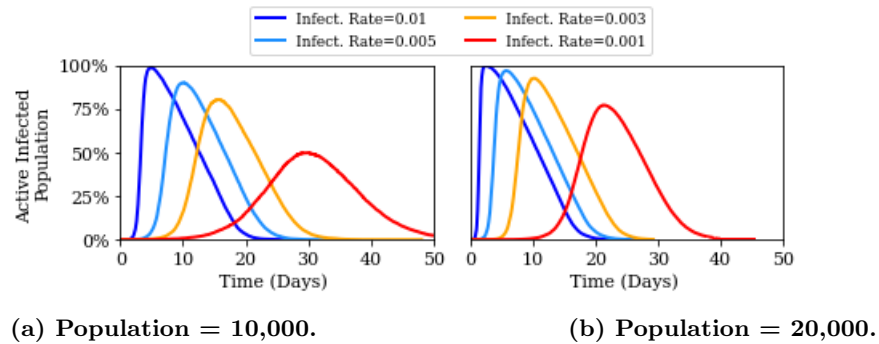 Infect. Rate=0.01 Infect. Rate=0.003
Infect. Rate=0.005 Infect. Rate=0.001
Active Infected
Population
100%
75%
50%
25%
0%
0 10 20 30 40 50
Time (Days)
0 10 20 30 40 50
Time (Days)
(a) Population = 10,000.
(b) Population = 20,000.